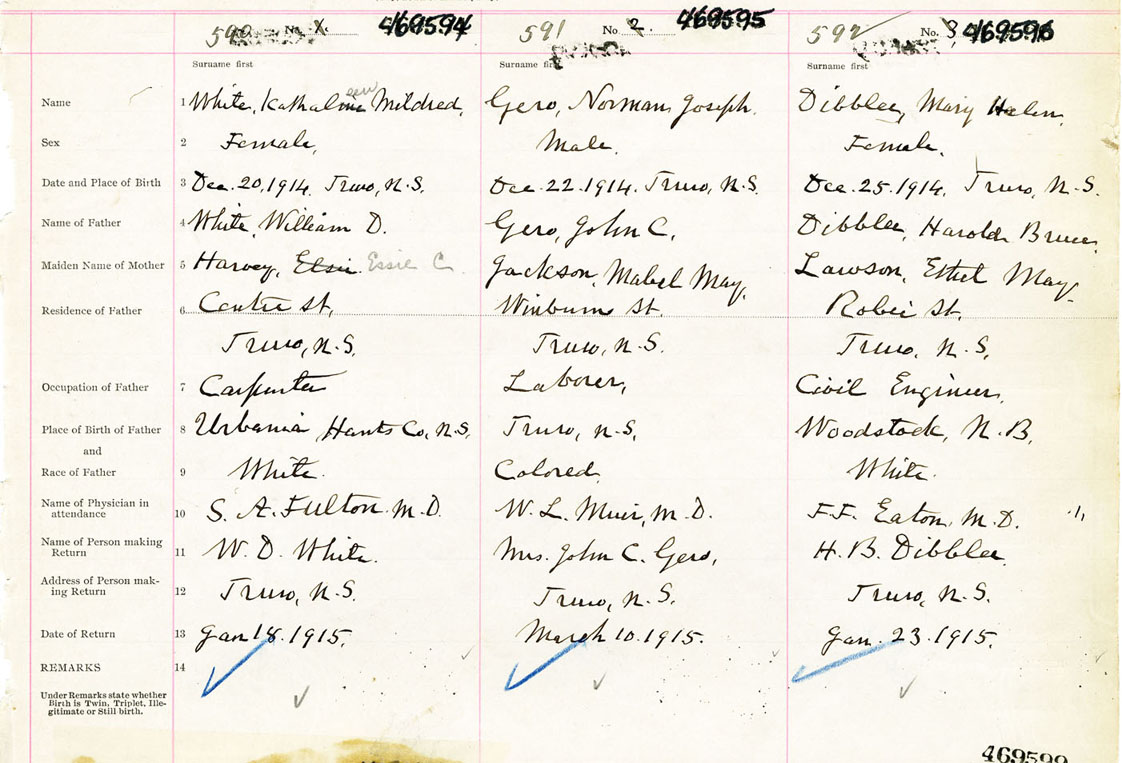 590 No. 1. 469594 591 No. 2. 469595 592 No. 3 469596
Surname first Surname first Surname first
Name 1 White, Kathaline een Mildred, Gero, Norman Joseph. Dibblee, Mary Helen,
Sex 2 Female, Male. Female.
Date and Place of Birth 3 Dec. 20, 1914. Truro, N.S. Dec. 22. 1914. Truro, N.S. Dec. 25. 1914. Truro, N.S.
Name of Father 4 White, William D. Gero, John C. Dibblee, Harold Bruce,
Maiden Name of Mother 5 Harvey, Elsie Essie C. Jackson, Mabel May, Lawson, Ethel May.
Residence of Father 6 Centre St, Winburn St. Robie St.
Truro, N.S. Truro, N.S. Truro, N.S,
Occupation of Father 7 Carpenter Laborer, Civil Engineer,
Place of Birth of Father 8 Urbania, Hants Co, N.S. Truro, N.S, Woodstock, N.B,
and
Race of Father 9 White. Colored White.
Name of Physician in
attendance 10 S. A. Fulton M.D. W. L. Muir, M.D. F.F. Eaton, M.D.
Name of Person making
Return 11 W. D. White. Mrs. John C. Gero, H. B. Dibblee
Address of Person mak-
ing Return 12 Truro, N.S. Truro, N.S. Truro, N.S.
Date of Return 13 Jan 18. 1915. March 10. 1915. Jan. 23. 1915.
REMARKS 14
Under Remarks state whether
Birth is Twin, Triplet, Ille-
gitimate or Still-birth.
469599